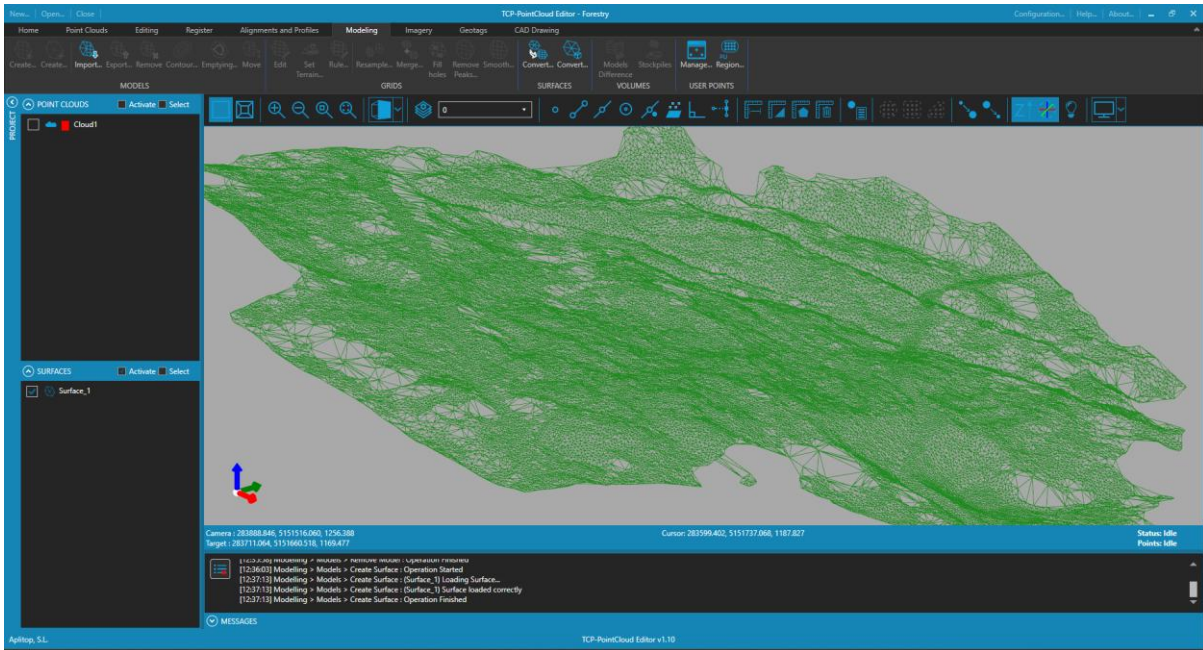 New... Open... Close
TCP-PointCloud Editor - Forestry
Configuration... Help... About...
Home Point Clouds Editing Register Alignments and Profiles Modeling Imagery Geotags CAD Drawing
Create... Create... Import... Export... Remove Contour... Emptying... Move Edit Set Terrain... Rule... Resample... Merge... Fill holes Remove Peaks... Smooth... Convert... Convert... Models Difference Stockpiles Manage... Region...
MODELS GRIDS SURFACES VOLUMES USER POINTS
PROJECT
POINT CLOUDS Activate Select
Cloud1
0
SURFACES Activate Select
Surface_1
Camera : 283888.846, 5151516.060, 1256.388
Target : 283711.064, 5151660.518, 1169.477
Cursor: 283599.402, 5151737.068, 1187.827
Status: Idle
Points: Idle
Modelling > Models > Remove Model : Operation Finished
[12:36:03] Modelling > Models > Create Surface : Operation Started
[12:37:13] Modelling > Models > Create Surface : (Surface_1) Loading Surface...
[12:37:13] Modelling > Models > Create Surface : (Surface_1) Surface loaded correctly
[12:37:13] Modelling > Models > Create Surface : Operation Finished
MESSAGES
Aplitop, S.L.
TCP-PointCloud Editor v1.10